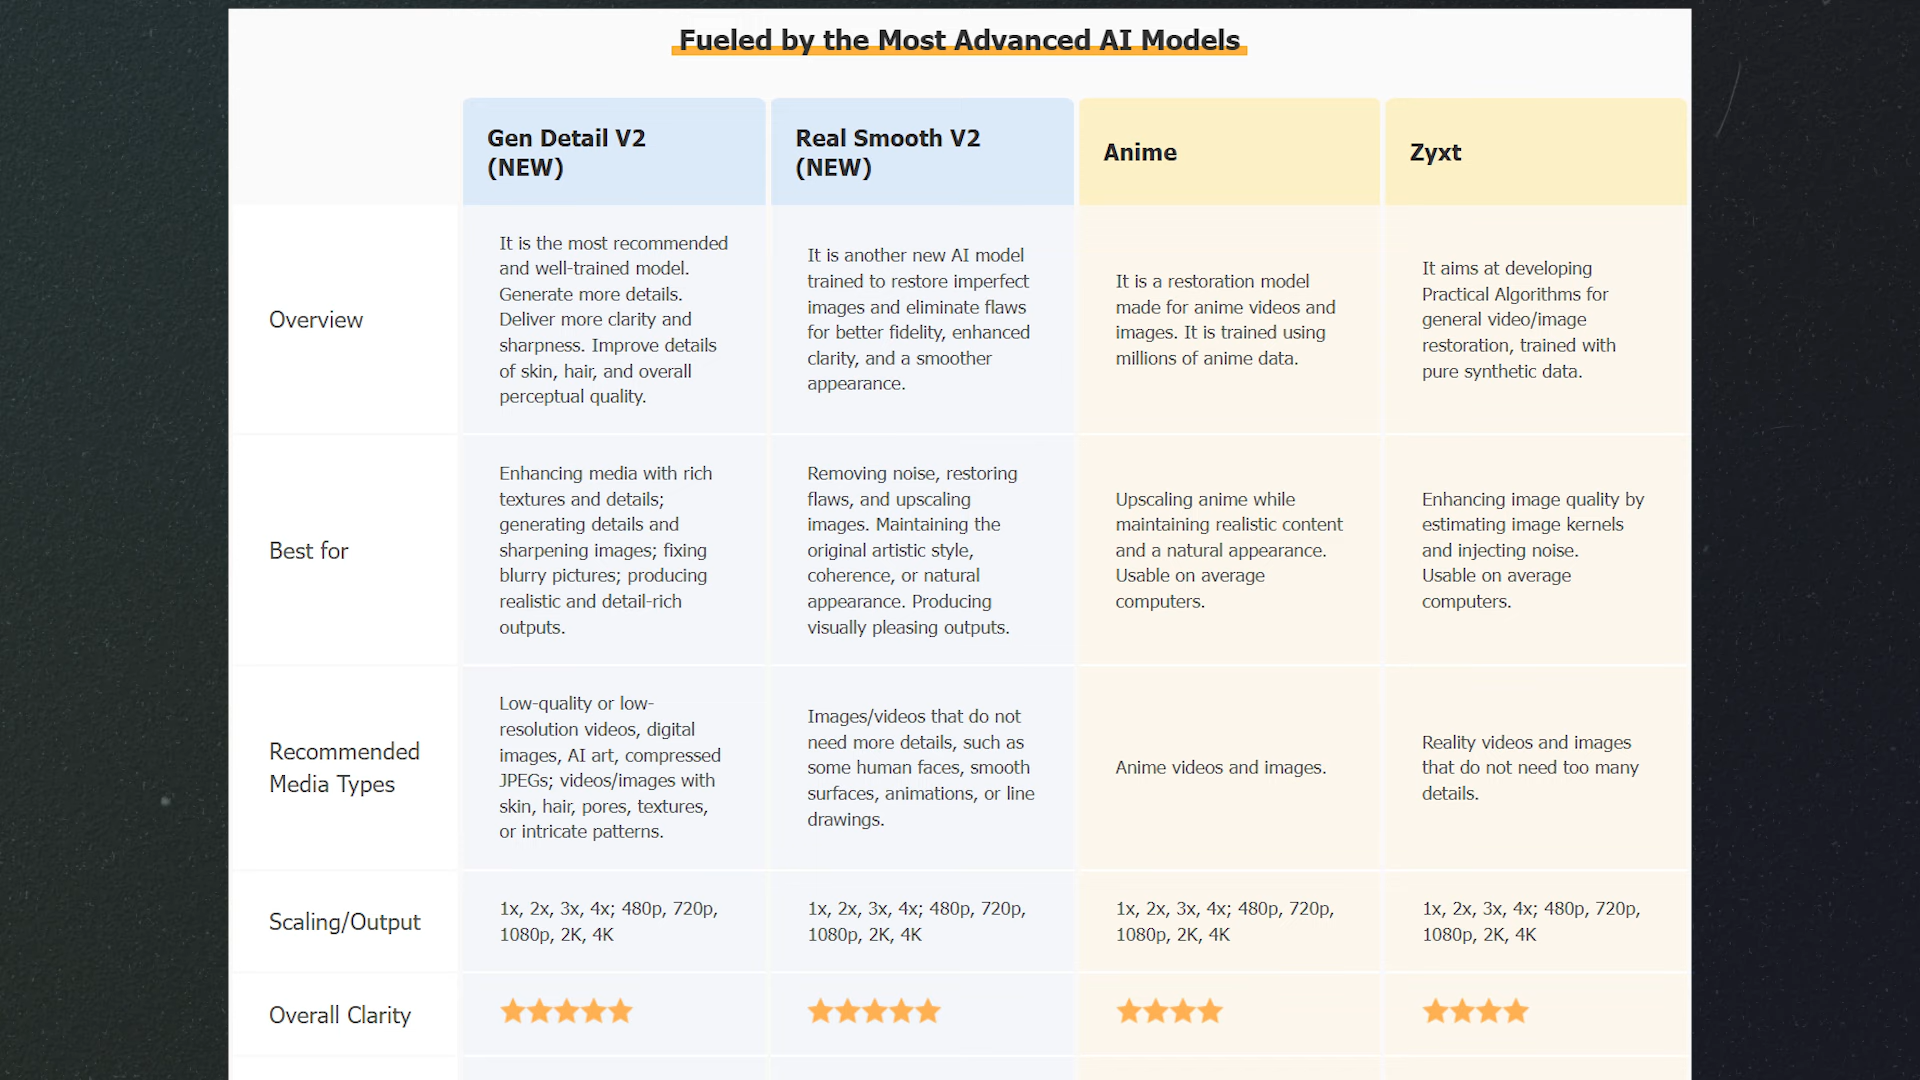 Fueled by the Most Advanced AI Models
Gen Detail V2
(NEW)
Real Smooth V2
(NEW)
Anime
Zyxt
Overview
It is the most recommended
and well-trained model.
Generate more details.
Deliver more clarity and
sharpness. Improve details
of skin, hair, and overall
perceptual quality.
It is another new AI model
trained to restore imperfect
images and eliminate flaws
for better fidelity, enhanced
clarity, and a smoother
appearance.
It is a restoration model
made for anime videos and
images. It is trained using
millions of anime data.
It aims at developing
Practical Algorithms for
general video/image
restoration, trained with
pure synthetic data.
Best for
Enhancing media with rich
textures and details;
generating details and
sharpening images; fixing
blurry pictures; producing
realistic and detail-rich
outputs.
Removing noise, restoring
flaws, and upscaling
images. Maintaining the
original artistic style,
coherence, or natural
appearance. Producing
visually pleasing outputs.
Upscaling anime while
maintaining realistic content
and a natural appearance.
Usable on average
computers.
Enhancing image quality by
estimating image kernels
and injecting noise.
Usable on average
computers.
Recommended
Media Types
Low-quality or low-
resolution videos, digital
images, AI art, compressed
JPEGs; videos/images with
skin, hair, pores, textures,
or intricate patterns.
Images/videos that do not
need more details, such as
some human faces, smooth
surfaces, animations, or line
drawings.
Anime videos and images.
Reality videos and images
that do not need too many
details.
Scaling/Output
1x, 2x, 3x, 4x; 480p, 720p,
1080p, 2K, 4K
1x, 2x, 3x, 4x; 480p, 720p,
1080p, 2K, 4K
1x, 2x, 3x, 4x; 480p, 720p,
1080p, 2K, 4K
1x, 2x, 3x, 4x; 480p, 720p,
1080p, 2K, 4K
Overall Clarity